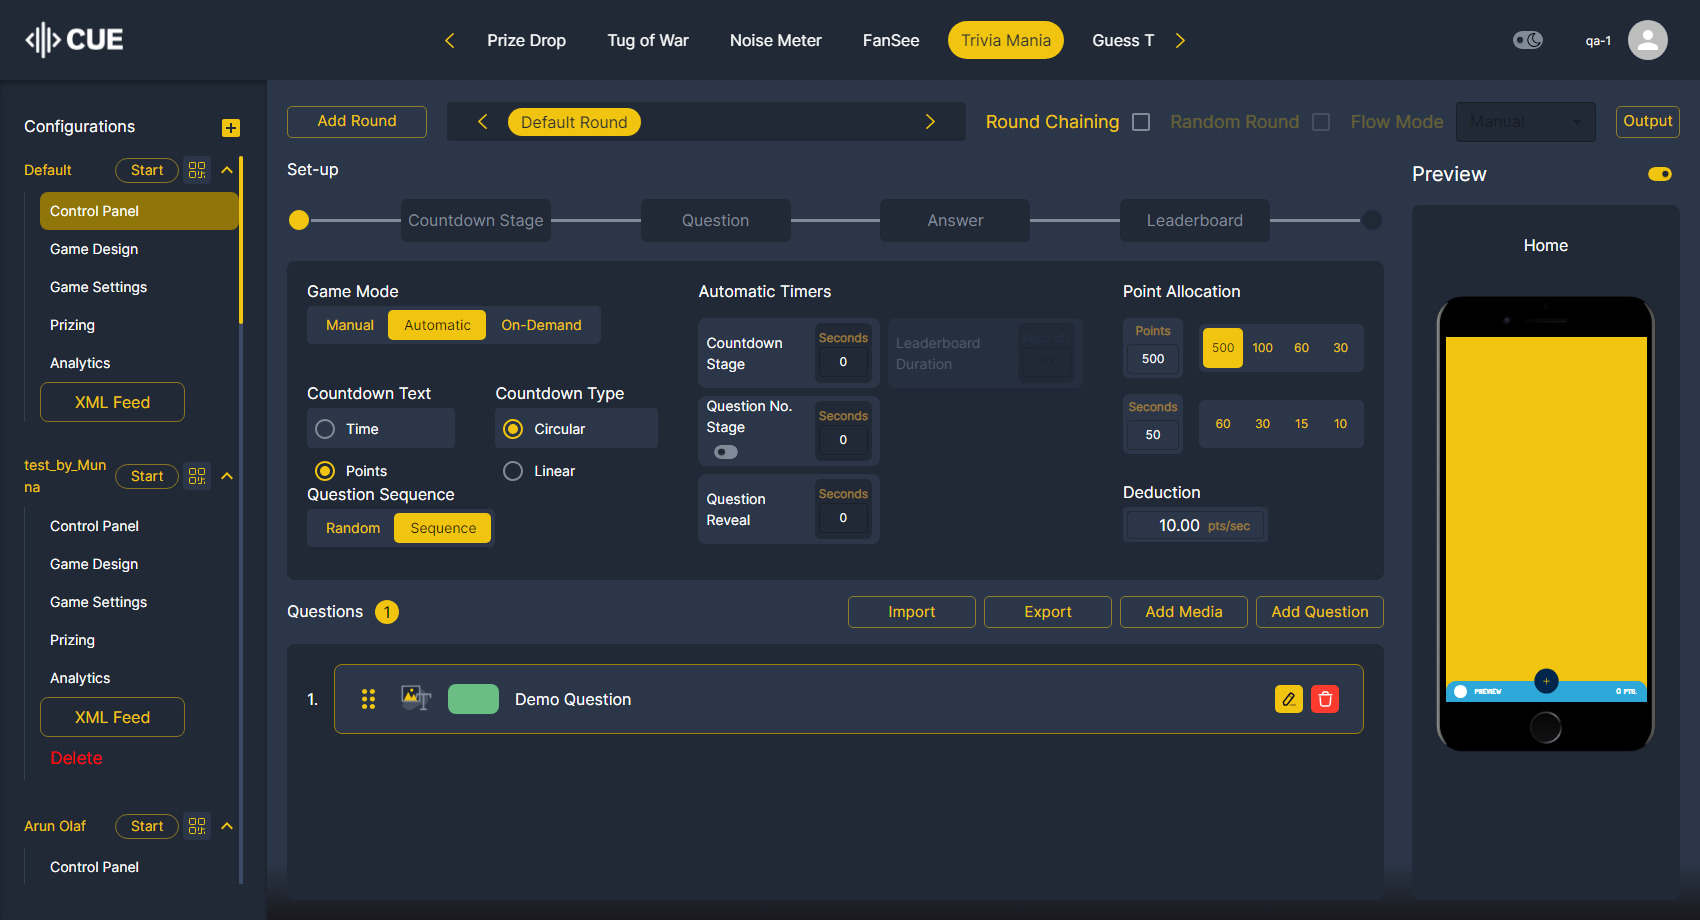 CUE
Prize Drop
Tug of War
Noise Meter
FanSee
Trivia Mania
Guess T
qa-1
Configurations
Default
Start
Control Panel
Game Design
Game Settings
Prizing
Analytics
XML Feed
test_by_Mun
na
Start
Control Panel
Game Design
Game Settings
Prizing
Analytics
XML Feed
Delete
Arun Olaf
Start
Control Panel
Add Round
Default Round
Round Chaining
Random Round
Flow Mode
Manual
Output
Set-up
Countdown Stage
Question
Answer
Leaderboard
Game Mode
Manual
Automatic
On-Demand
Countdown Text
Time
Points
Countdown Type
Circular
Linear
Question Sequence
Random
Sequence
Automatic Timers
Countdown
Stage
Seconds
0
Leaderboard
Duration
Seconds
10
Question No.
Stage
Seconds
0
Question
Reveal
Seconds
0
Point Allocation
Points
500
500
100
60
30
Seconds
50
60
30
15
10
Deduction
10.00 pts/sec
Questions 1
Import
Export
Add Media
Add Question
1.
T
Demo Question
Preview
Home
PREVIEW
0 PTS.